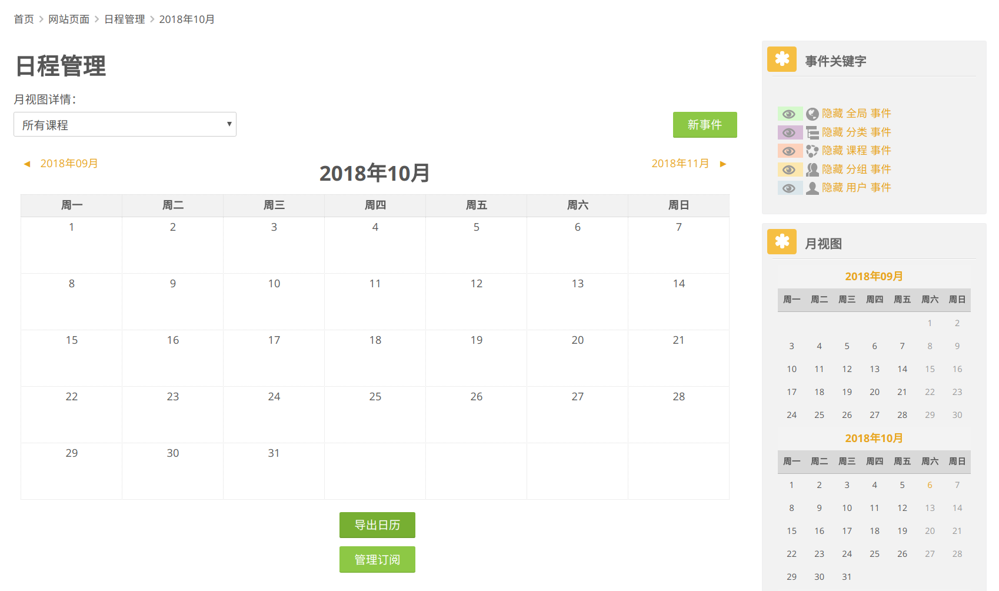 首页 网站页面 日程管理 2018年10月
日程管理
月视图详情：
所有课程
新事件
2018年09月
2018年10月
2018年11月
周一 周二 周三 周四 周五 周六 周日
1 2 3 4 5 6 7
8 9 10 11 12 13 14
15 16 17 18 19 20 21
22 23 24 25 26 27 28
29 30 31
导出日历
管理订阅
事件关键字
隐藏 全局 事件
隐藏 分类 事件
隐藏 课程 事件
隐藏 分组 事件
隐藏 用户 事件
月视图
2018年09月
周一 周二 周三 周四 周五 周六 周日
1 2
3 4 5 6 7 8 9
10 11 12 13 14 15 16
17 18 19 20 21 22 23
24 25 26 27 28 29 30
2018年10月
周一 周二 周三 周四 周五 周六 周日
1 2 3 4 5 6 7
8 9 10 11 12 13 14
15 16 17 18 19 20 21
22 23 24 25 26 27 28
29 30 31